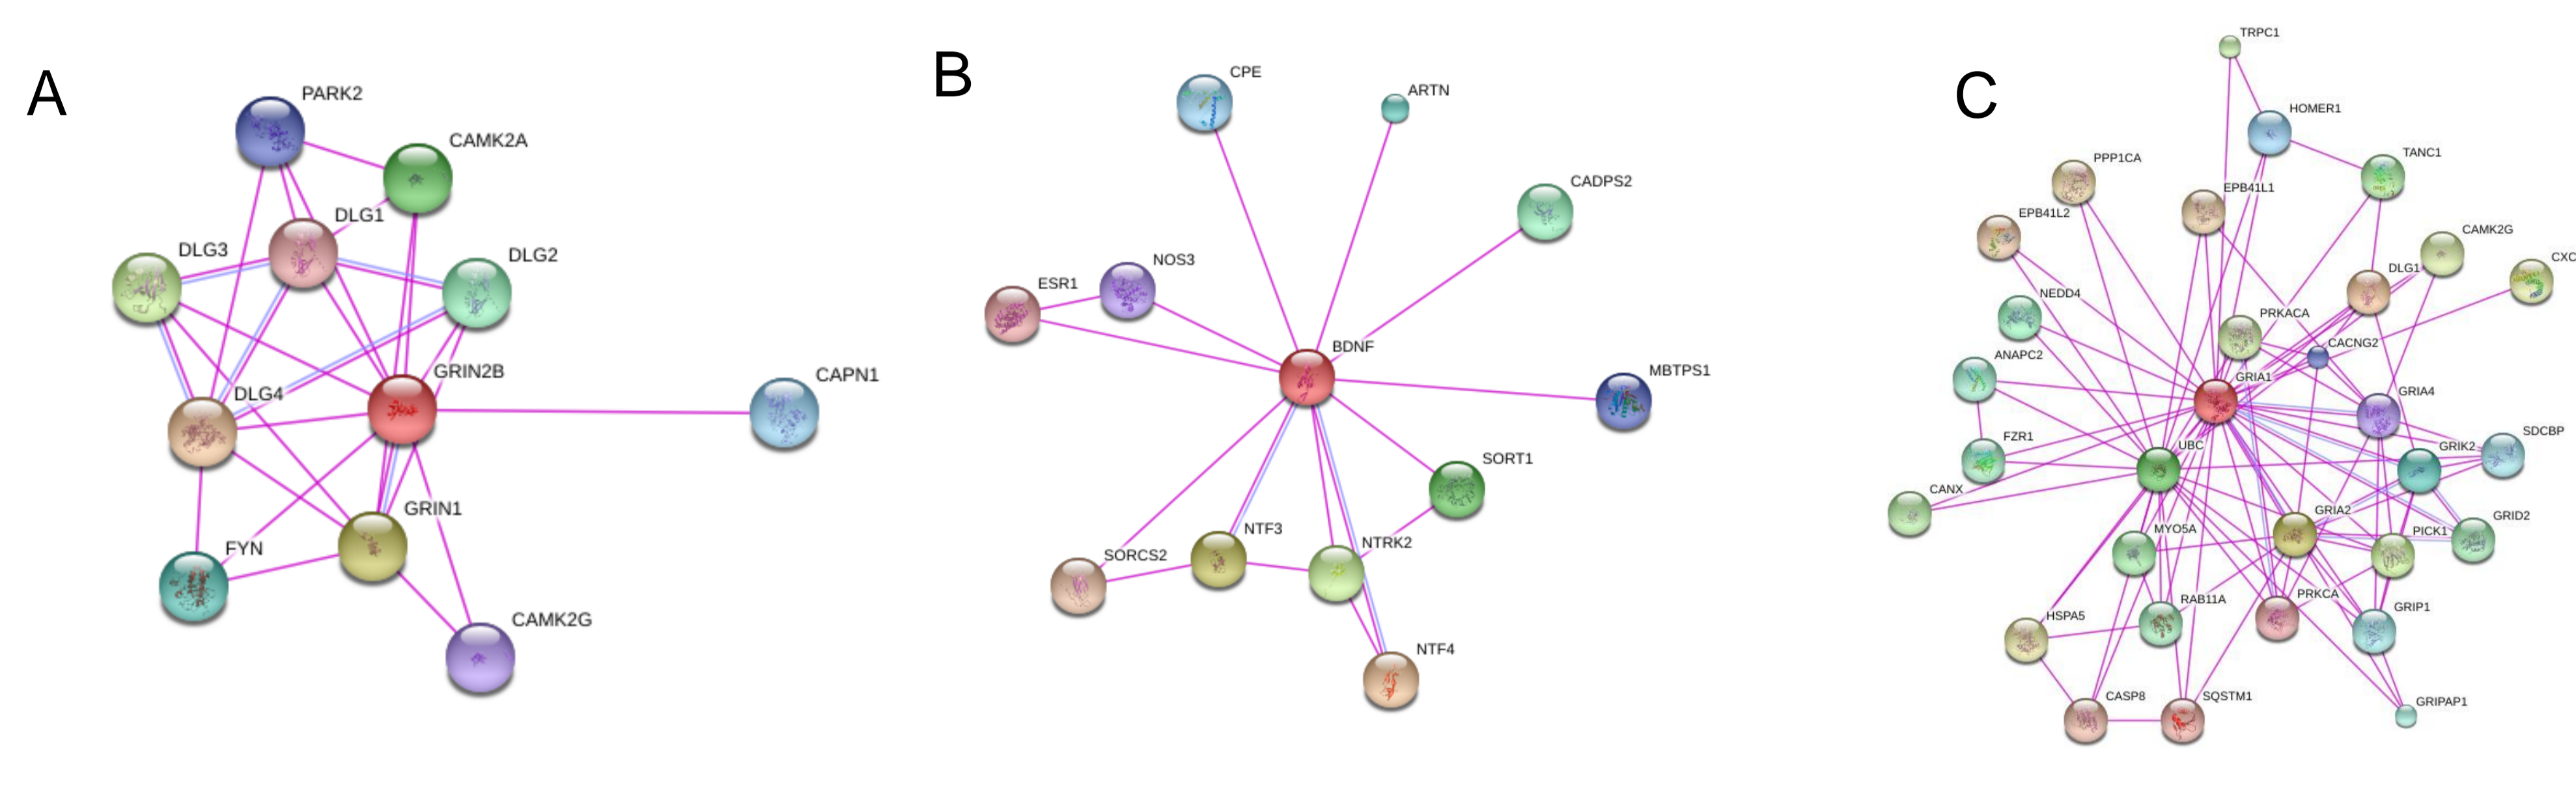 A
PARK2
CAMK2A
DLG1
DLG3
DLG2
GRIN2B
CAPN1
DLG4
GRIN1
FYN
CAMK2G
B
CPE
ARTN
CADPS2
NOS3
ESR1
BDNF
MBTPS1
SORT1
NTF3
NTRK2
SORCS2
NTF4
C
TRPC1
HOMER1
TANC1
PPP1CA
EPB41L1
EPB41L2
CAMK2G
CXC
DLG1
NEDD4
PRKACA
CACNG2
ANAPC2
GRIA1
GRIA4
SDCBP
FZR1
UBC
GRIK2
CANX
GRIA2
GRID2
MYO5A
PICK1
RAB11A
PRKCA
GRIP1
HSPA5
CASP8
SQSTM1
GRIPAP1